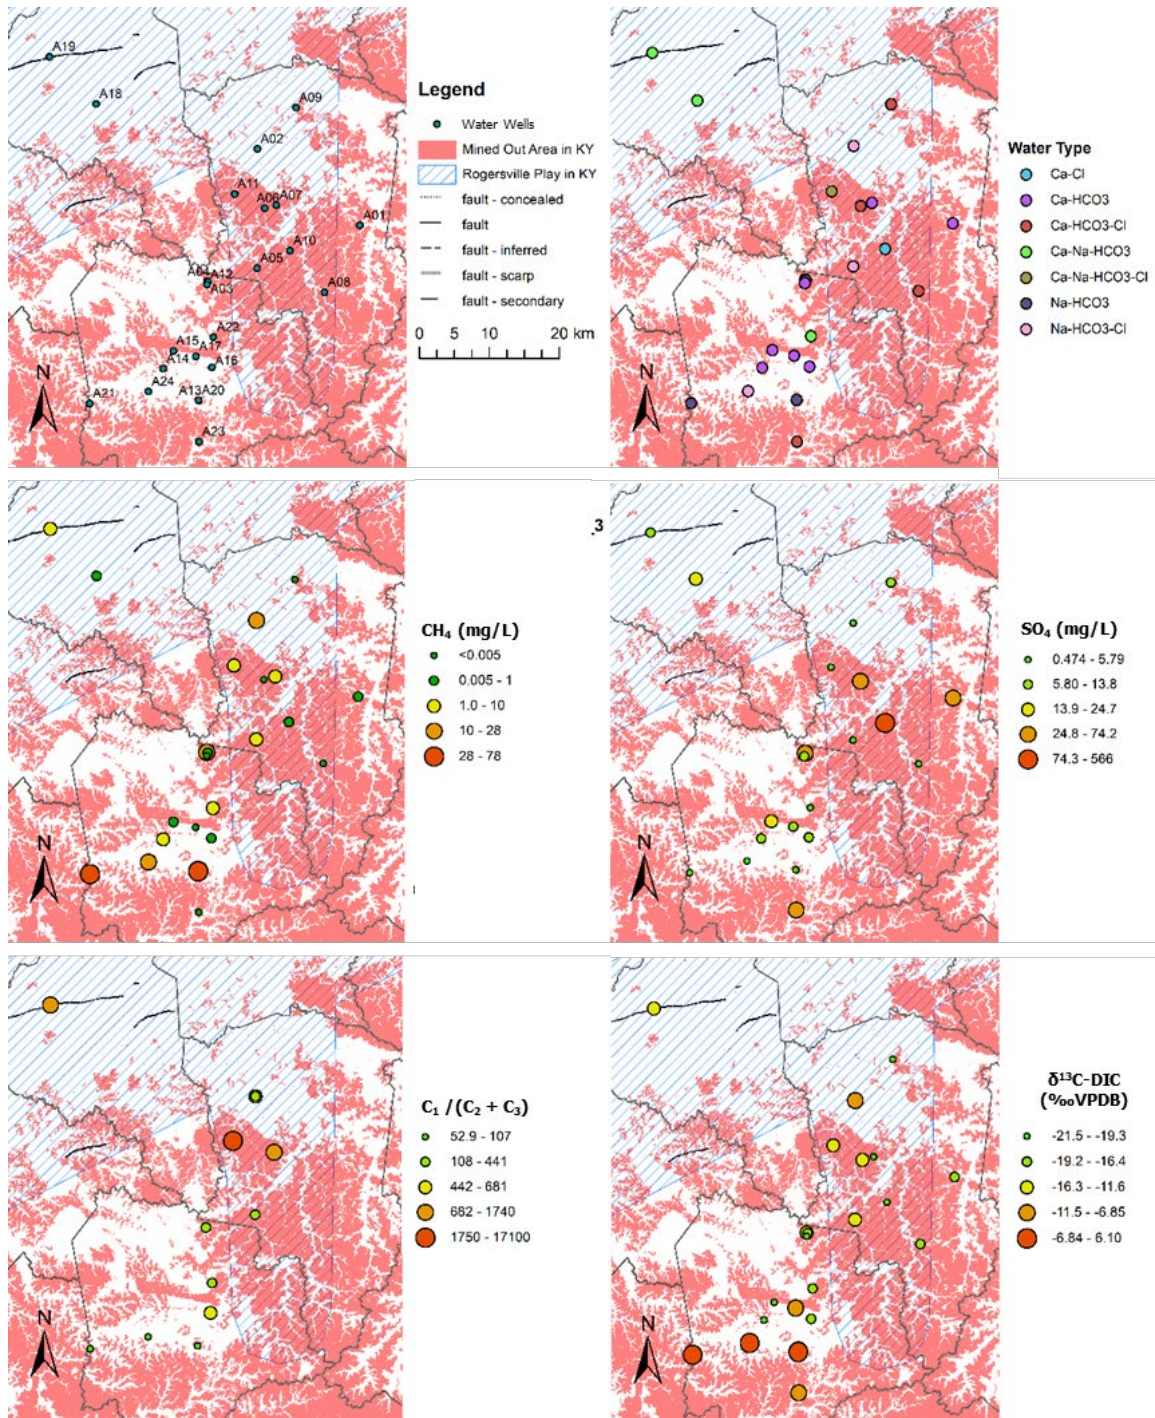 A19
A18
A09
A02
A11
A06
A07
A01
A10
A05
A04
A12
A03
A08
A22
A15
A17
A14
A16
A24
A13
A20
A21
A23
N
Legend
Water Wells
Mined Out Area in KY
Rogersville Play in KY
fault - concealed
fault
fault - inferred
fault - scarp
fault - secondary
0 5 10 20 km
Water Type
Ca-Cl
Ca-HCO3
Ca-HCO3-Cl
Ca-Na-HCO3
Ca-Na-HCO3-Cl
Na-HCO3
Na-HCO3-Cl
N
CH₄ (mg/L)
<0.005
0.005 - 1
1.0 - 10
10 - 28
28 - 78
.3
N
SO₄ (mg/L)
0.474 - 5.79
5.80 - 13.8
13.9 - 24.7
24.8 - 74.2
74.3 - 566
N
C₁ /(C₂ + C₃)
52.9 - 107
108 - 441
442 - 681
682 - 1740
1750 - 17100
N
δ¹³C-DIC
(‰VPDB)
-21.5 - -19.3
-19.2 - -16.4
-16.3 - -11.6
-11.5 - -6.85
-6.84 - 6.10
N